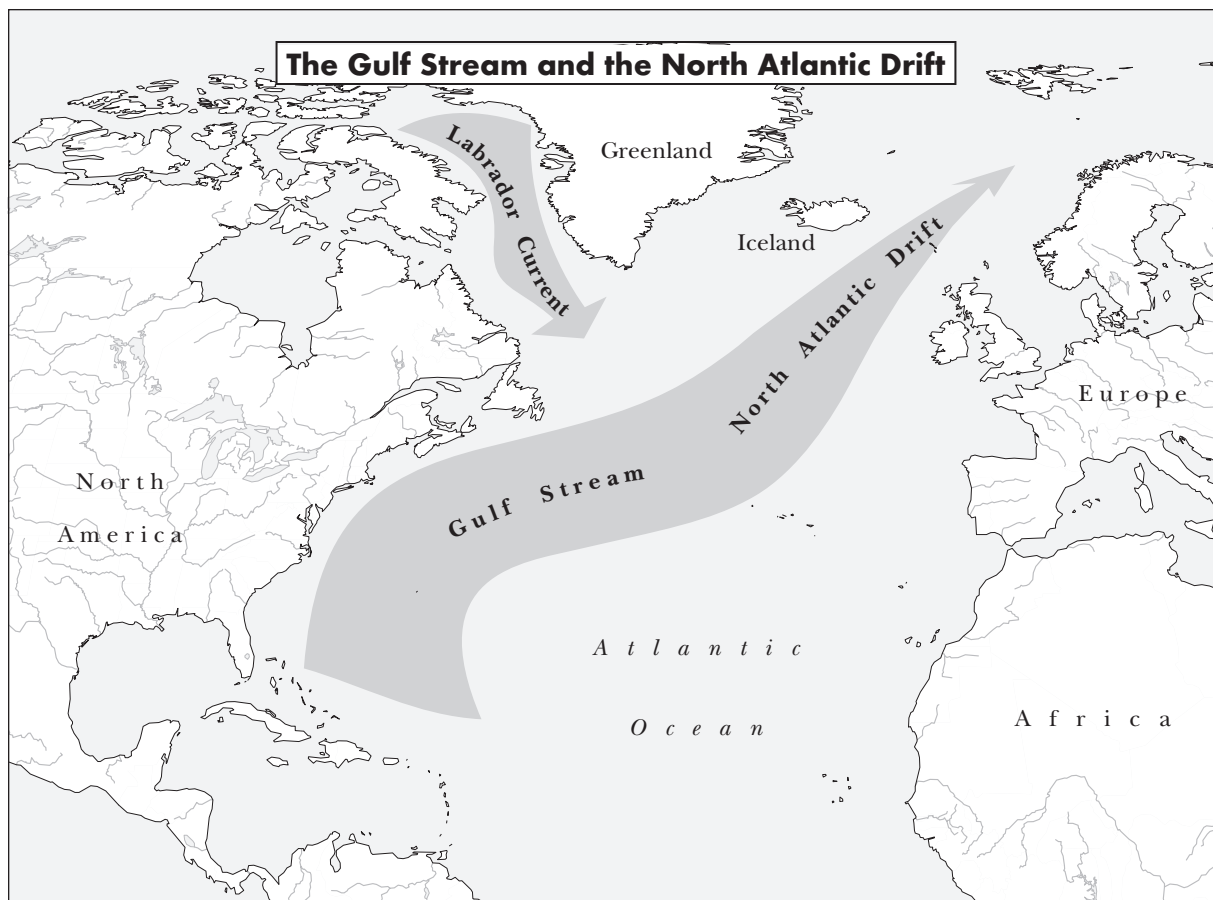 The Gulf Stream and the North Atlantic Drift
Labrador Current
Greenland
Iceland
North Atlantic Drift
Europe
North
America
Gulf Stream
Atlantic
Ocean
Africa